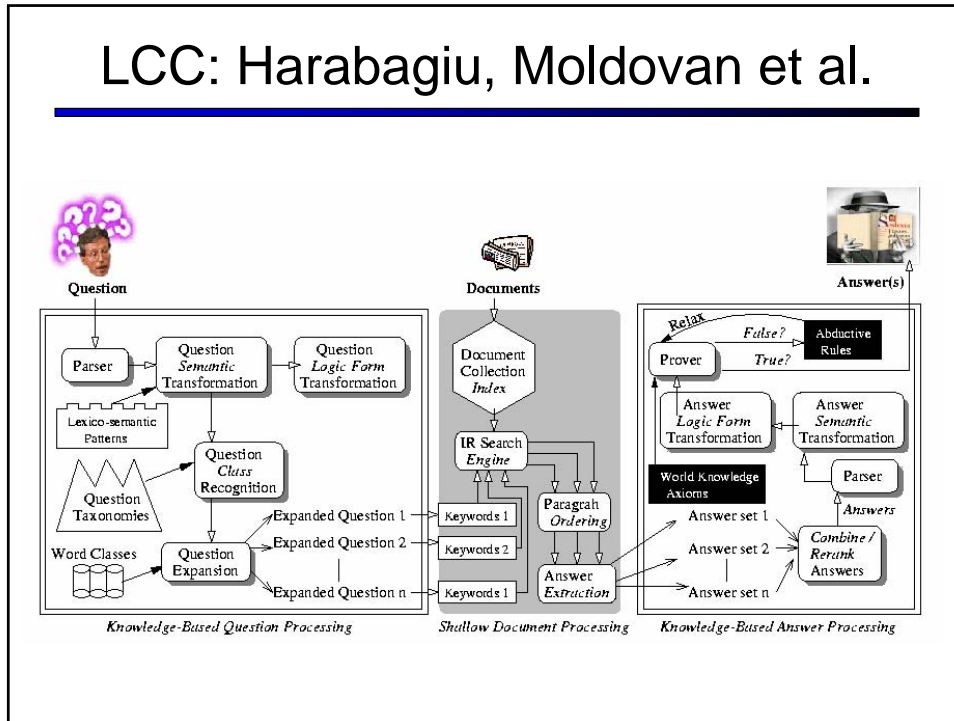 LCC: Harabagiu, Moldovan et al.
Question
Documents
Answer(s)
Parser
Question
Semantic
Transformation
Question
Logic Form
Transformation
Lexico-semantic
Patterns
Question
Class
Recognition
Question
Taxonomies
Word Classes
Question
Expansion
Expanded Question 1
Expanded Question 2
Expanded Question n
Knowledge-Based Question Processing
Document
Collection
Index
IR Search
Engine
Keywords 1
Keywords 2
Keywords 1
Paragrah
Ordering
Answer
Extraction
Shallow Document Processing
Relax
False?
True?
Abductive
Rules
Prover
Answer
Logic Form
Transformation
Answer
Semantic
Transformation
World Knowledge
Axioms
Parser
Answers
Answer set 1
Answer set 2
Answer set n
Combine /
Rerank
Answers
Knowledge-Based Answer Processing